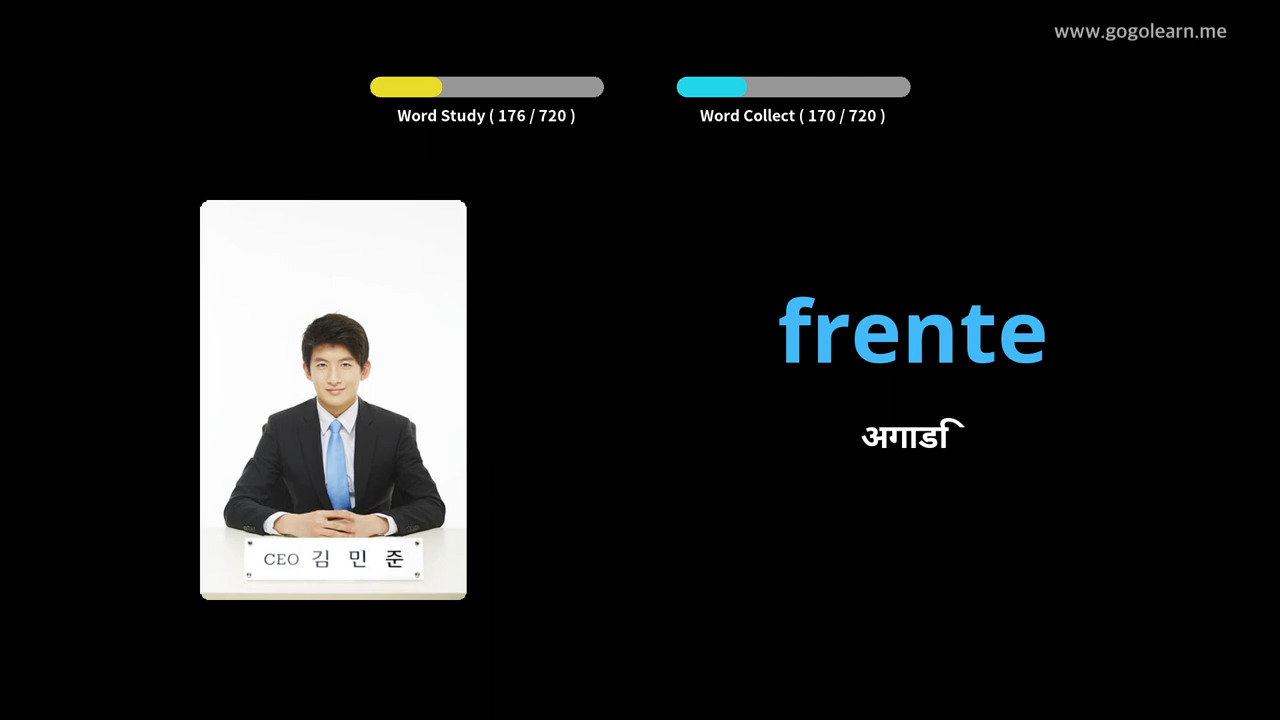 www.gogolearn.me
Word Study ( 176 / 720 )
Word Collect ( 170 / 720 )
frente
अगाडि
CEO 김 민 준